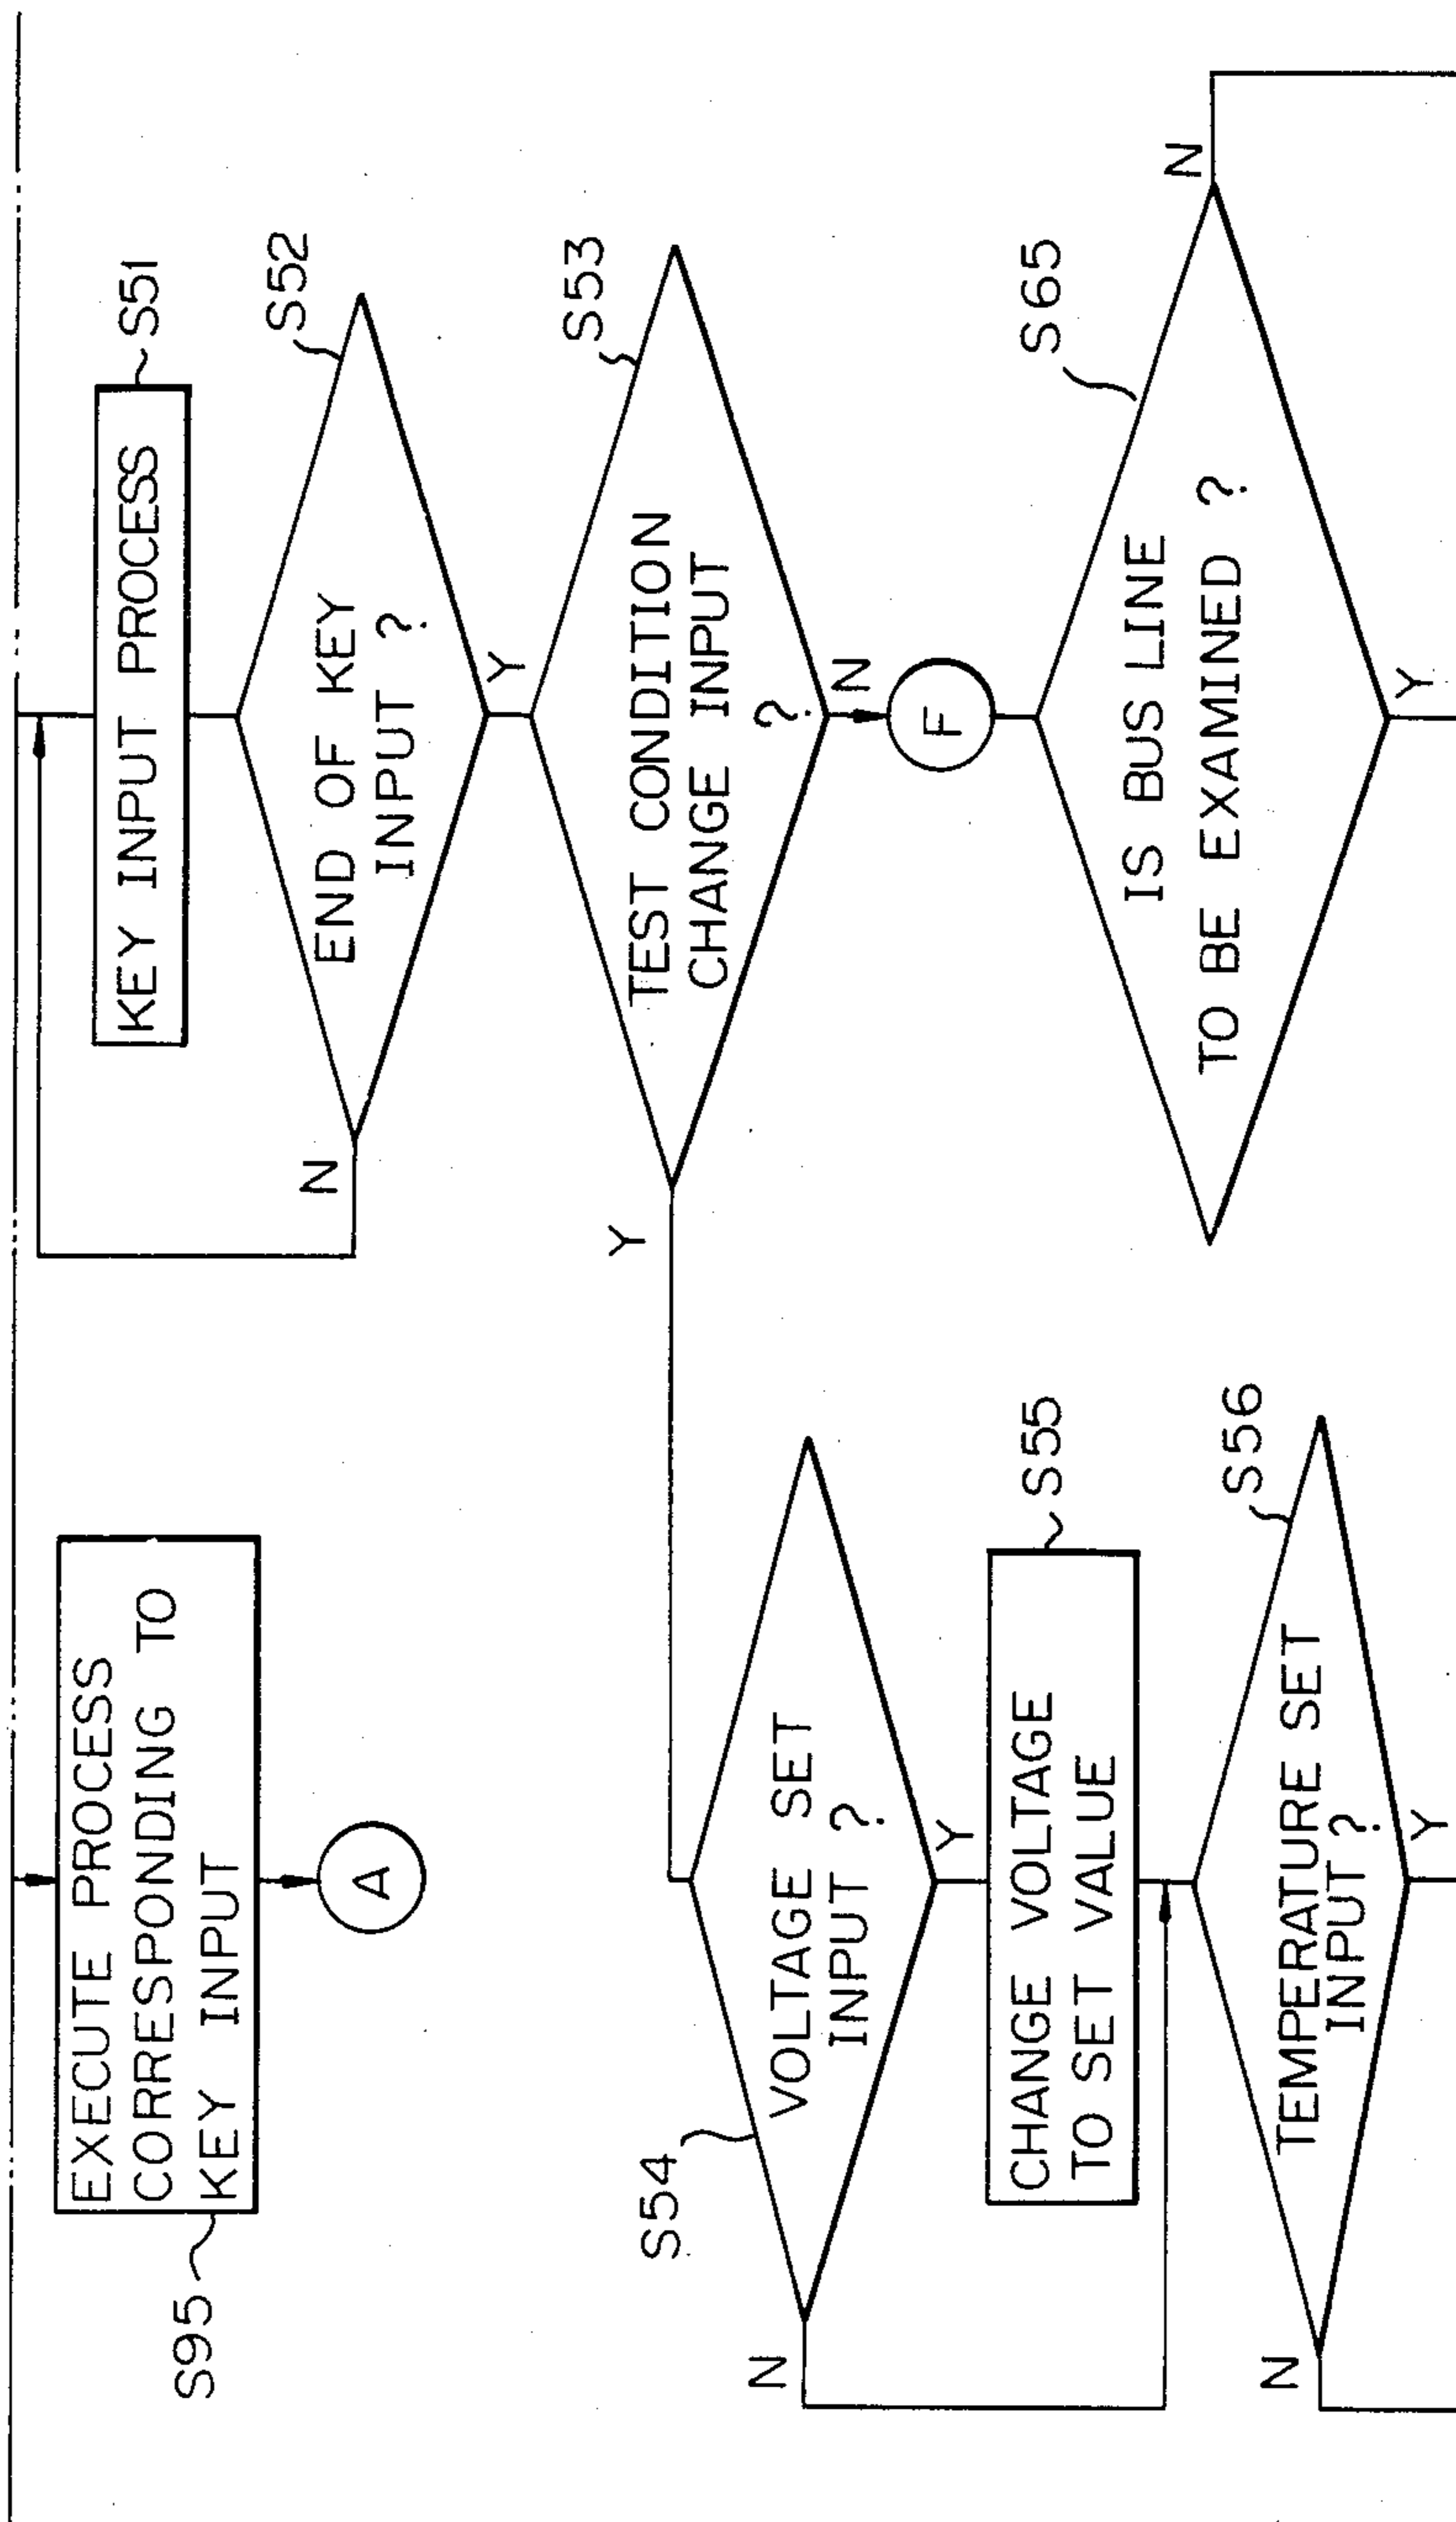 EXECUTE PROCESS
CORRESPONDING TO
KEY INPUT
S95
A
KEY INPUT PROCESS
S51
END OF KEY
INPUT ?
S52
N
Y
TEST CONDITION
CHANGE INPUT
?
S53
Y
N
F
VOLTAGE SET
INPUT ?
S54
N
Y
CHANGE VOLTAGE
TO SET VALUE
S55
TEMPERATURE SET
INPUT ?
S56
N
Y
IS BUS LINE
TO BE EXAMINED ?
S65
N
Y